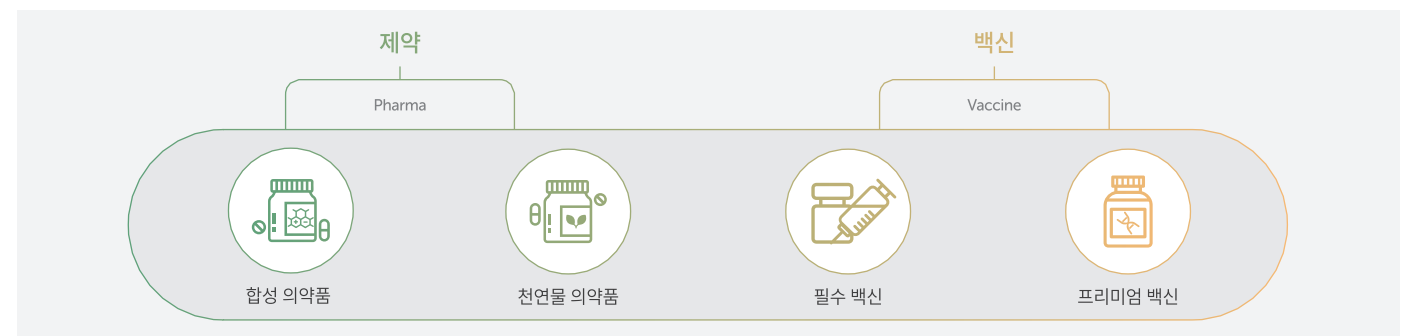 제약
백신
Pharma
Vaccine
합성 의약품
천연물 의약품
필수 백신
프리미엄 백신